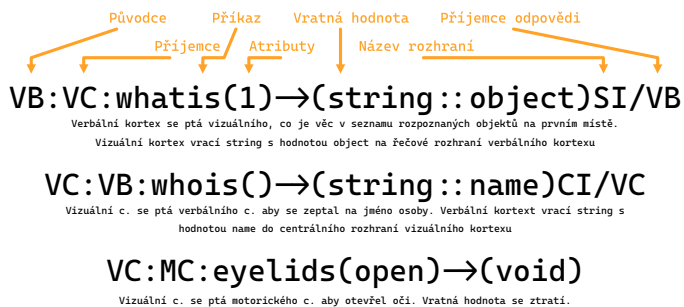 Původce Příkaz Vratná hodnota Příjemce odpovědi
Příjemce Atributy Název rozhraní
VB:VC:whatis(1)→(string::object)SI/VB
Verbální kortex se ptá vizuálního, co je věc v seznamu rozpoznaných objektů na prvním místě.
Vizuální kortex vrací string s hodnotou object na řečové rozhraní verbálního kortexu
VC:VB:whois()→(string::name)CI/VC
Vizuální c. se ptá verbálního c. aby se zeptal na jméno osoby. Verbální kortext vrací string s
hodnotou name do centrálního rozhraní vizuálního kortexu
VC:MC:eyelids(open)→(void)
Vizuální c. se ptá motorického c. aby otevřel oči. Vratná hodnota se ztratí.